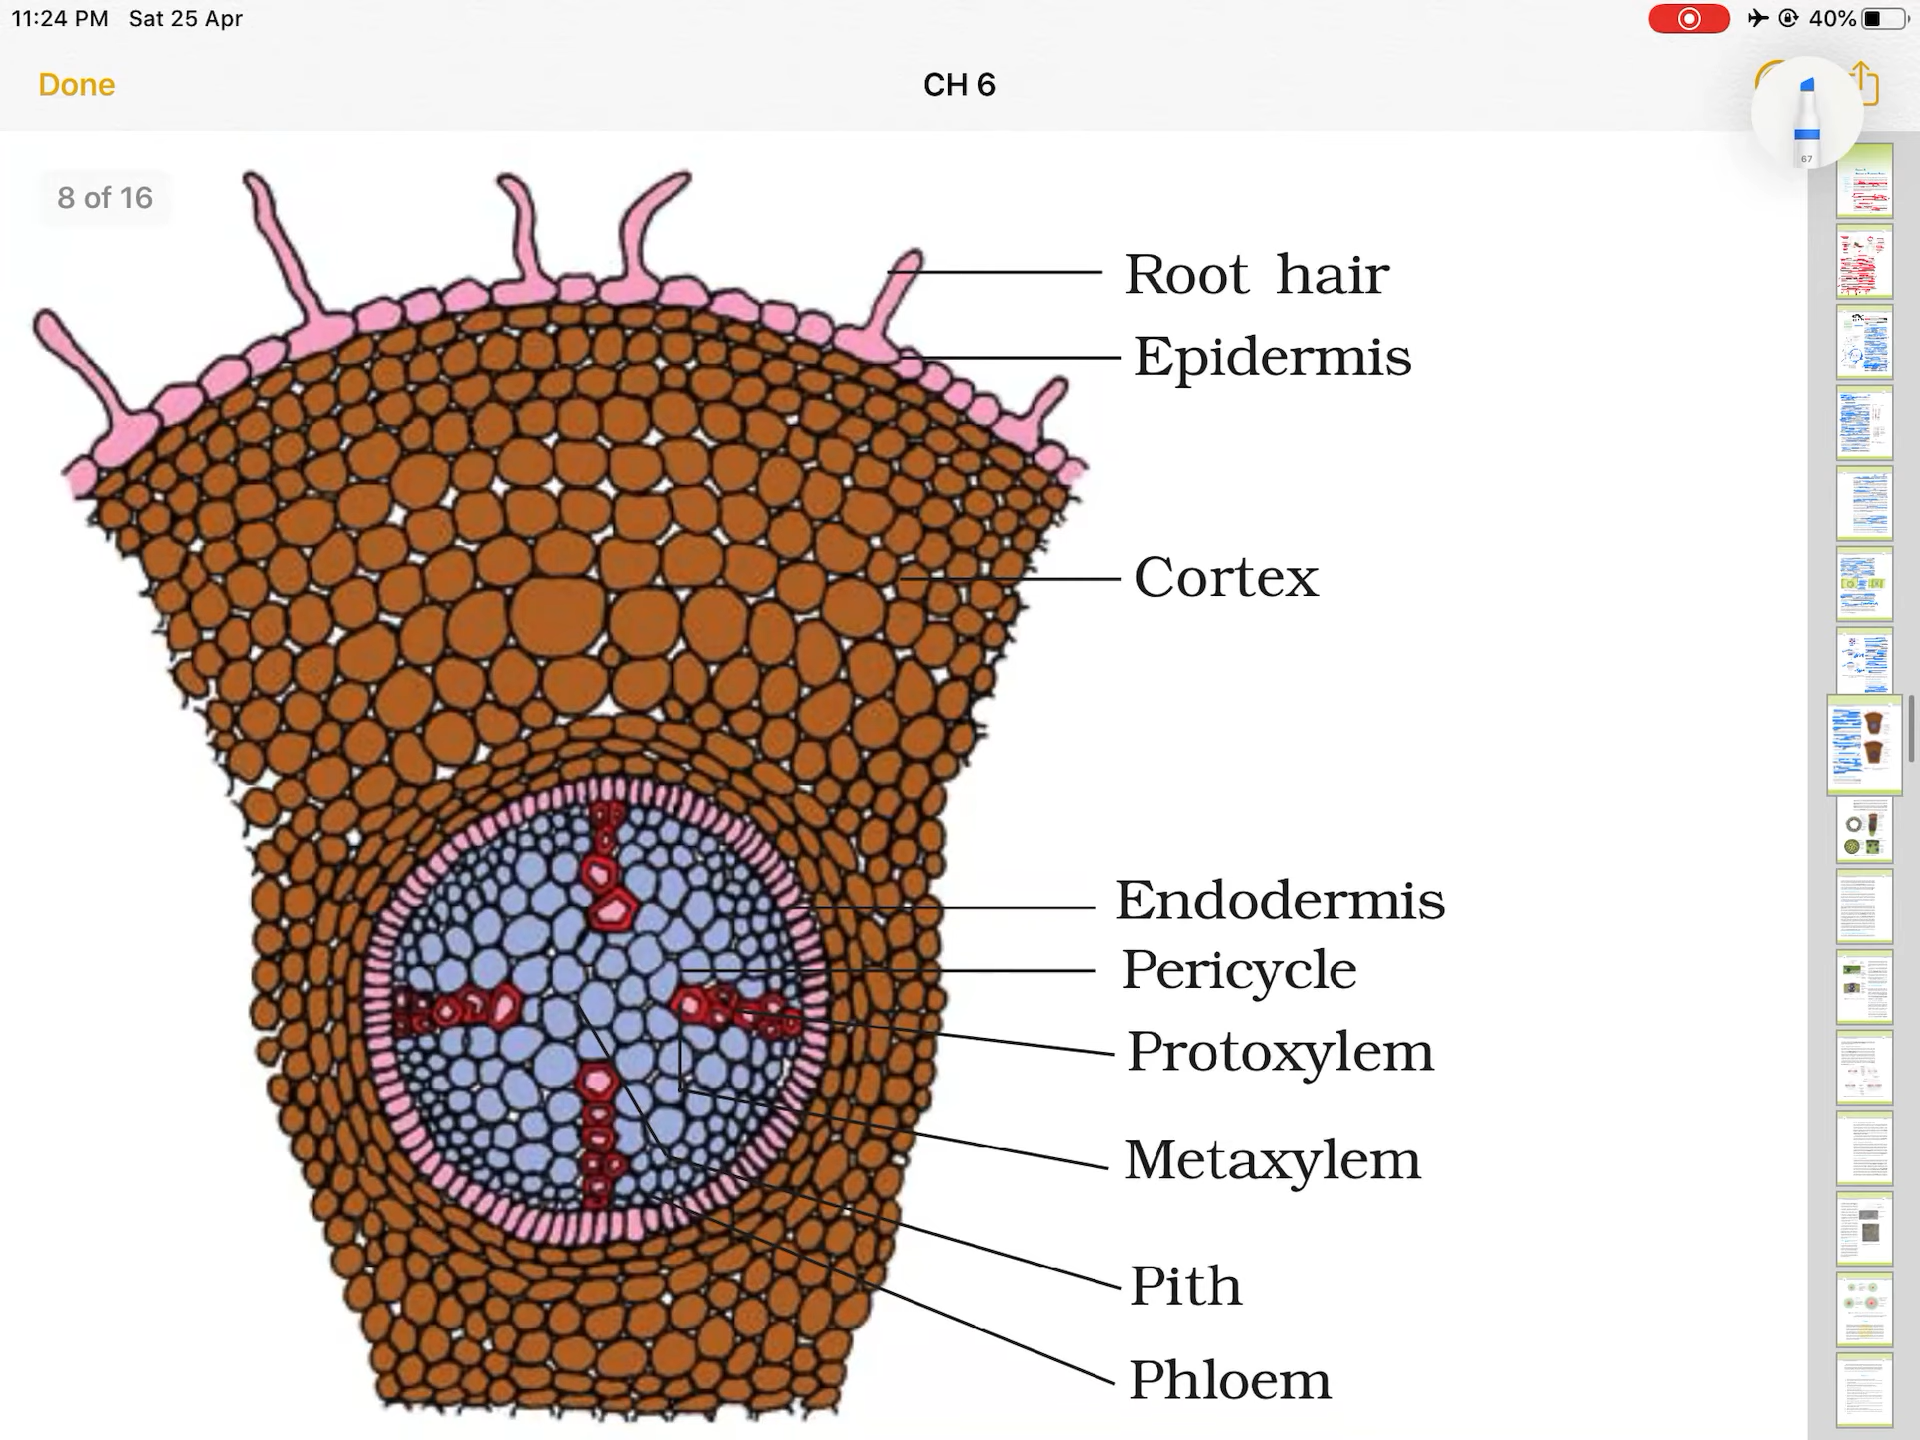 11:24 PM Sat 25 Apr
40%
Done
CH 6
67
8 of 16
Root hair
Epidermis
Cortex
Endodermis
Pericycle
Protoxylem
Metaxylem
Pith
Phloem